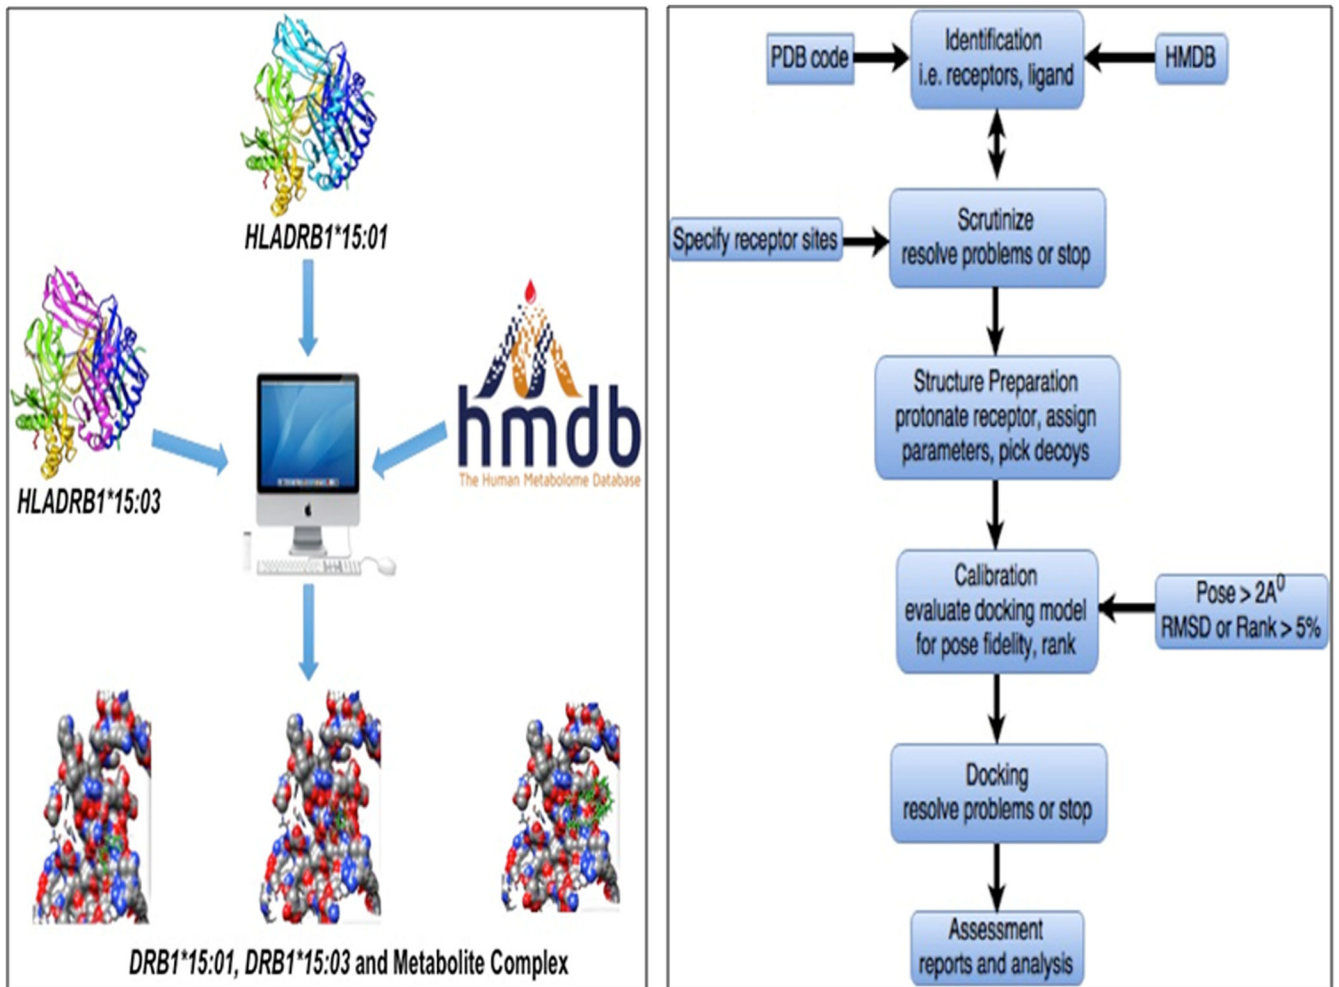 HLADRB1*15:01
HLADRB1*15:03
hmdb
The Human Metabolome Database
DRB1*15:01, DRB1*15:03 and Metabolite Complex
PDB code
Identification
i.e. receptors, ligand
HMDB
Specify receptor sites
Scrutinize
resolve problems or stop
Structure Preparation
protonate receptor, assign
parameters, pick decoys
Calibration
evaluate docking model
for pose fidelity, rank
Pose > 2A⁰
RMSD or Rank > 5%
Docking
resolve problems or stop
Assessment
reports and analysis